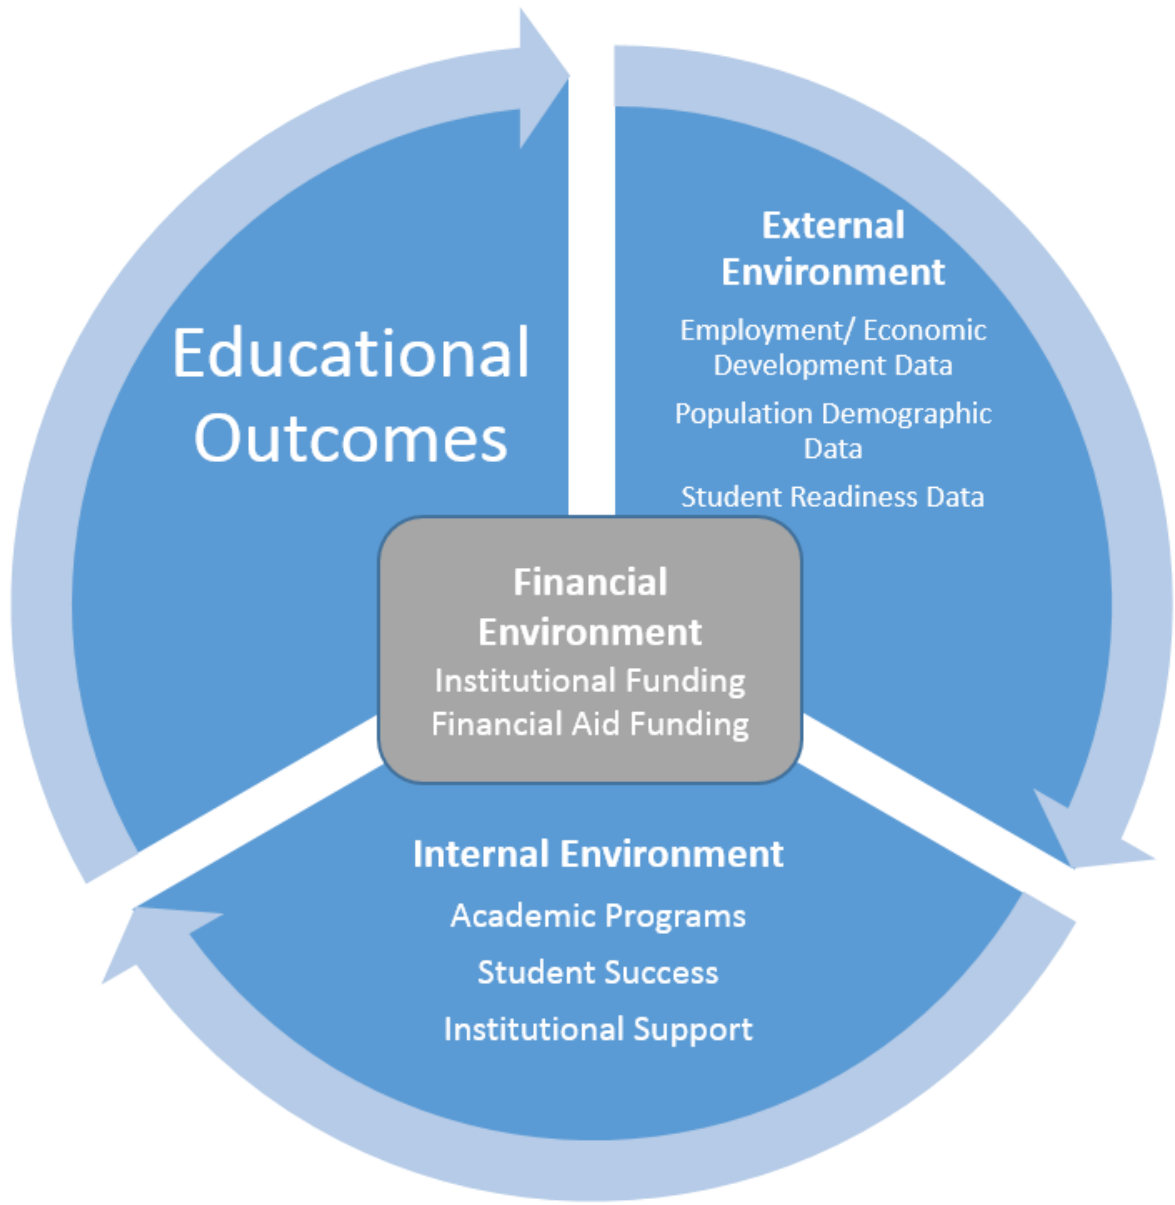 Educational
Outcomes
External
Environment
Employment/ Economic
Development Data
Population Demographic
Data
Student Readiness Data
Financial
Environment
Institutional Funding
Financial Aid Funding
Internal Environment
Academic Programs
Student Success
Institutional Support